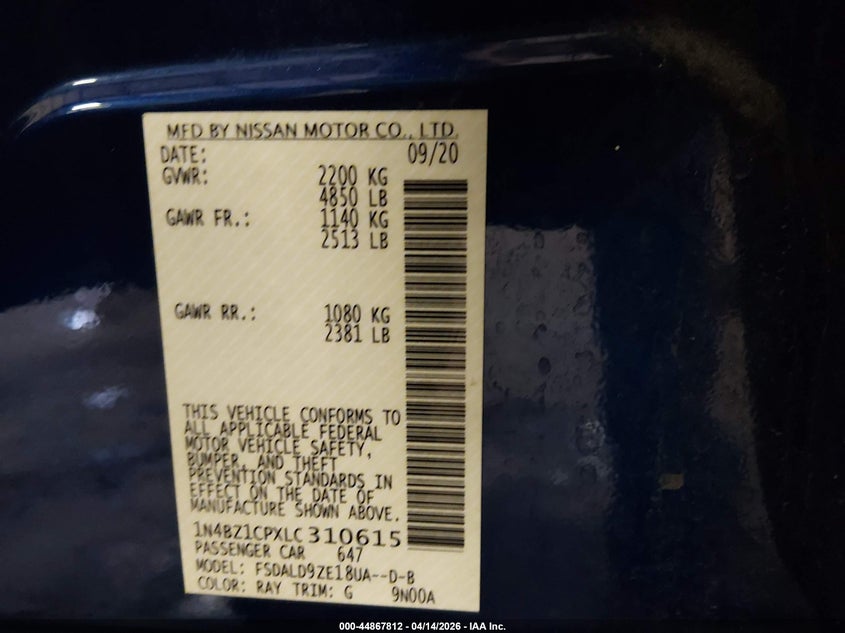 MFD BY NISSAN MOTOR CO., LTD.
DATE: 09/20
GVWR: 2200 KG
4850 LB
GAWR FR.: 1140 KG
2513 LB
GAWR RR.: 1080 KG
2381 LB
THIS VEHICLE CONFORMS TO
ALL APPLICABLE FEDERAL
MOTOR VEHICLE SAFETY,
BUMPER, AND THEFT
PREVENTION STANDARDS IN
EFFECT ON THE DATE OF
MANUFACTURE SHOWN ABOVE.
1N4BZ1CPXLC310615
PASSENGER CAR 647
MODEL: FSDALD9ZE18UA--D-B
COLOR: RAY TRIM: G 9N00A
000-44867812 - 04/14/2026 - IAA Inc.